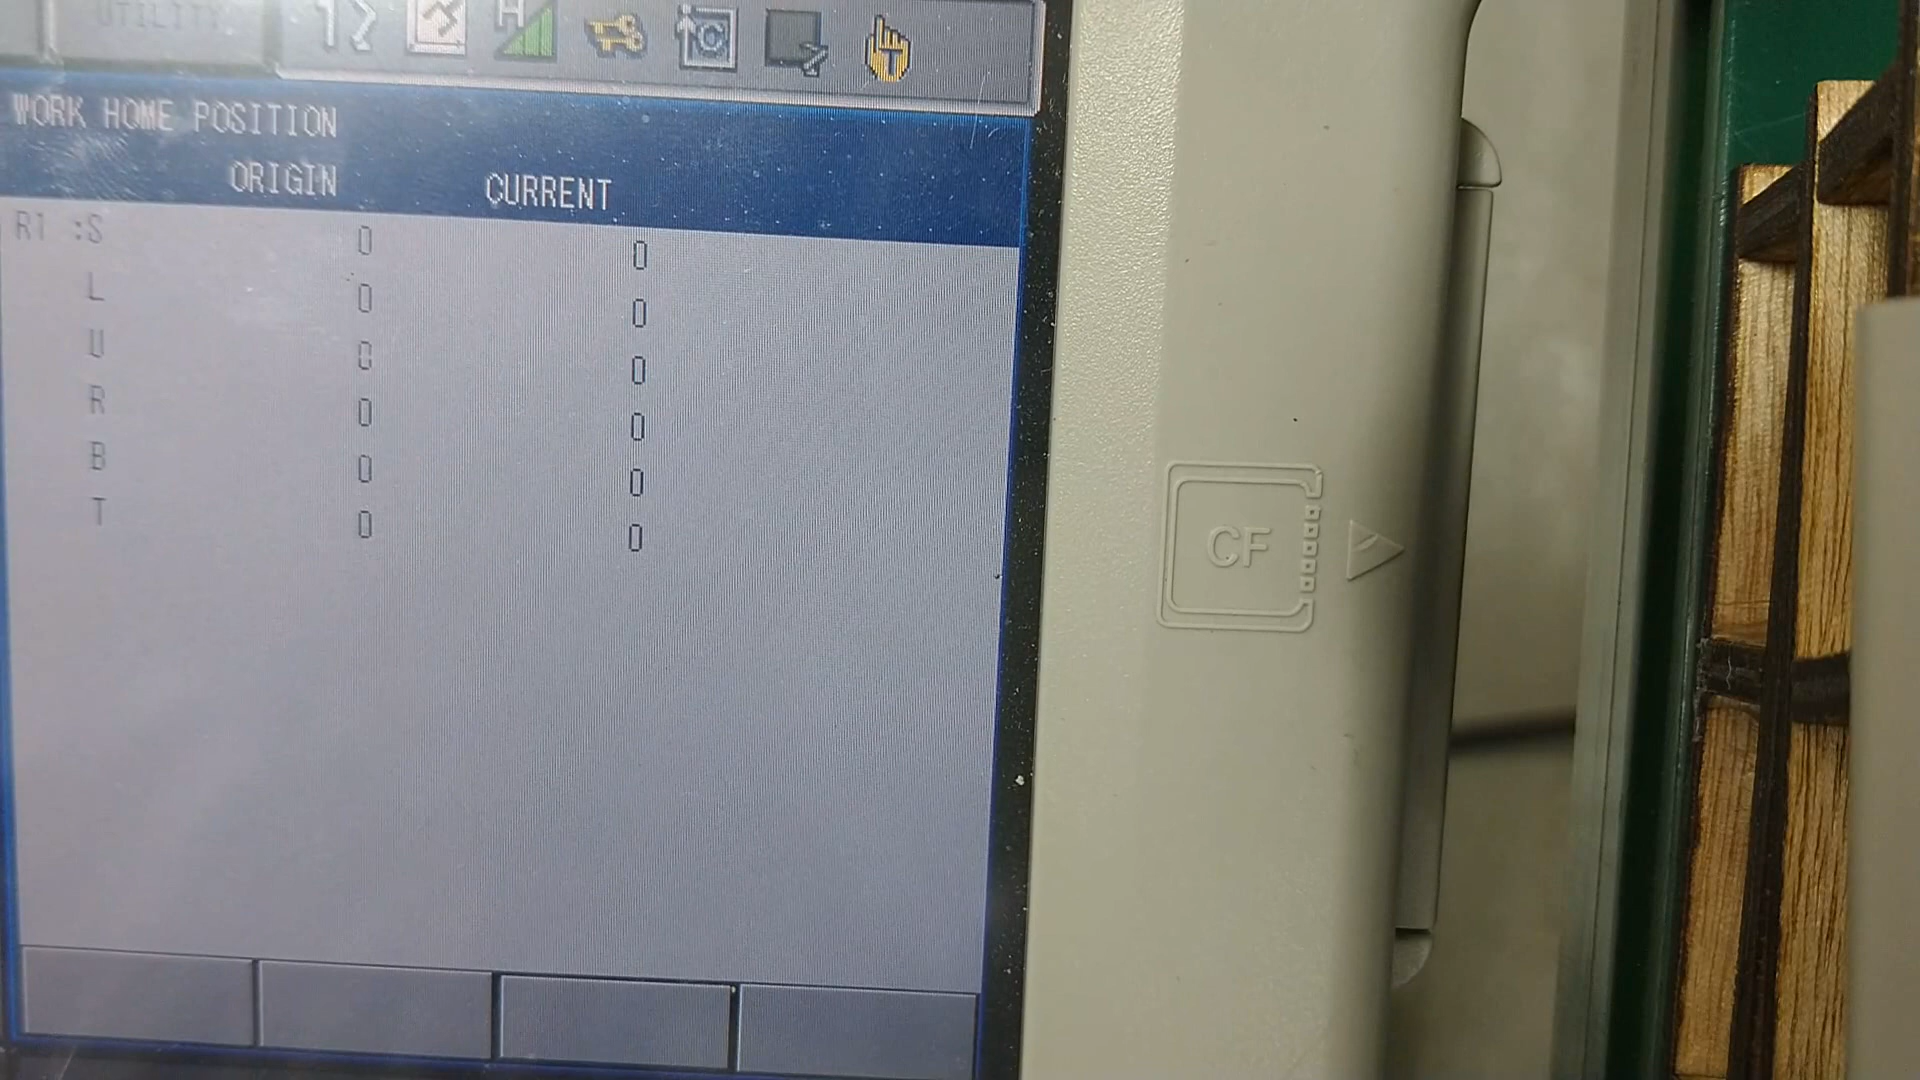 UTILITY
WORK HOME POSITION
ORIGIN CURRENT
R1 :S 0 0
L 0 0
U 0 0
R 0 0
B 0 0
T 0 0
CF